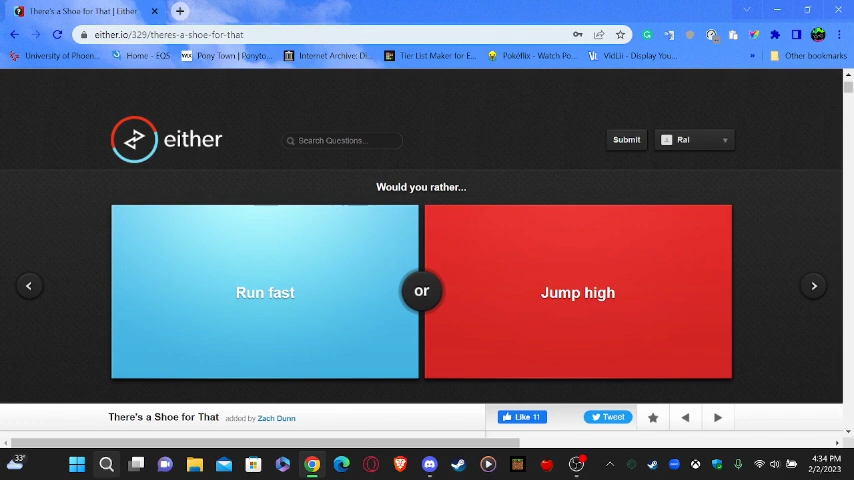 There's a Shoe for That | Either
either.io/329/theres-a-shoe-for-that
University of Phoen...
Home - EQS
Pony Town | Ponyto...
Internet Archive: Di...
Tier List Maker for E...
Pokéflix - Watch Po...
VidLii - Display You...
»
Other bookmarks
either
Search Questions...
Submit
Ral
Would you rather...
Run fast
or
Jump high
There's a Shoe for That added by Zach Dunn
Like 11
Tweet
33°
4:34 PM
2/2/2023